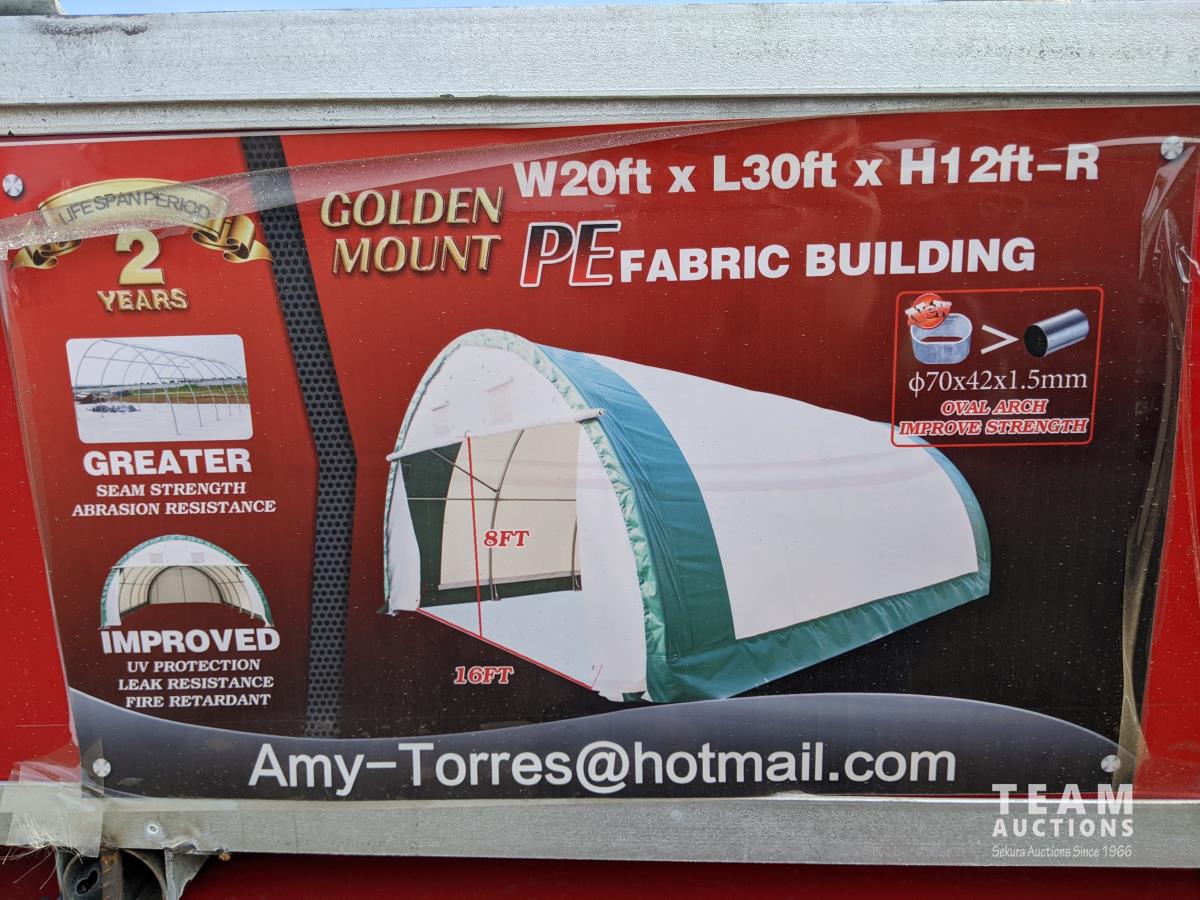 LIFE SPAN PERIOD
2
YEARS
GOLDEN
MOUNT
W20ft x L30ft x H12ft-R
PE FABRIC BUILDING
New
>
φ70x42x1.5mm
OVAL ARCH
IMPROVE STRENGTH
GREATER
SEAM STRENGTH
ABRASION RESISTANCE
8FT
16FT
IMPROVED
UV PROTECTION
LEAK RESISTANCE
FIRE RETARDANT
Amy-Torres@hotmail.com
TEAM
AUCTIONS
Sekura Auctions Since 1966